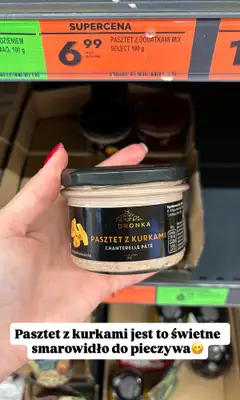 SUPERCENA
6
99
PASZTET Z DODATKAMI MIX
SELECT 100 g
100 g
DRONKA
PASZTET Z KURKAMI
CHANTERELLE PÂTÉ
Pasztet z kurkami jest to świetne
smarowidło do pieczywa😋